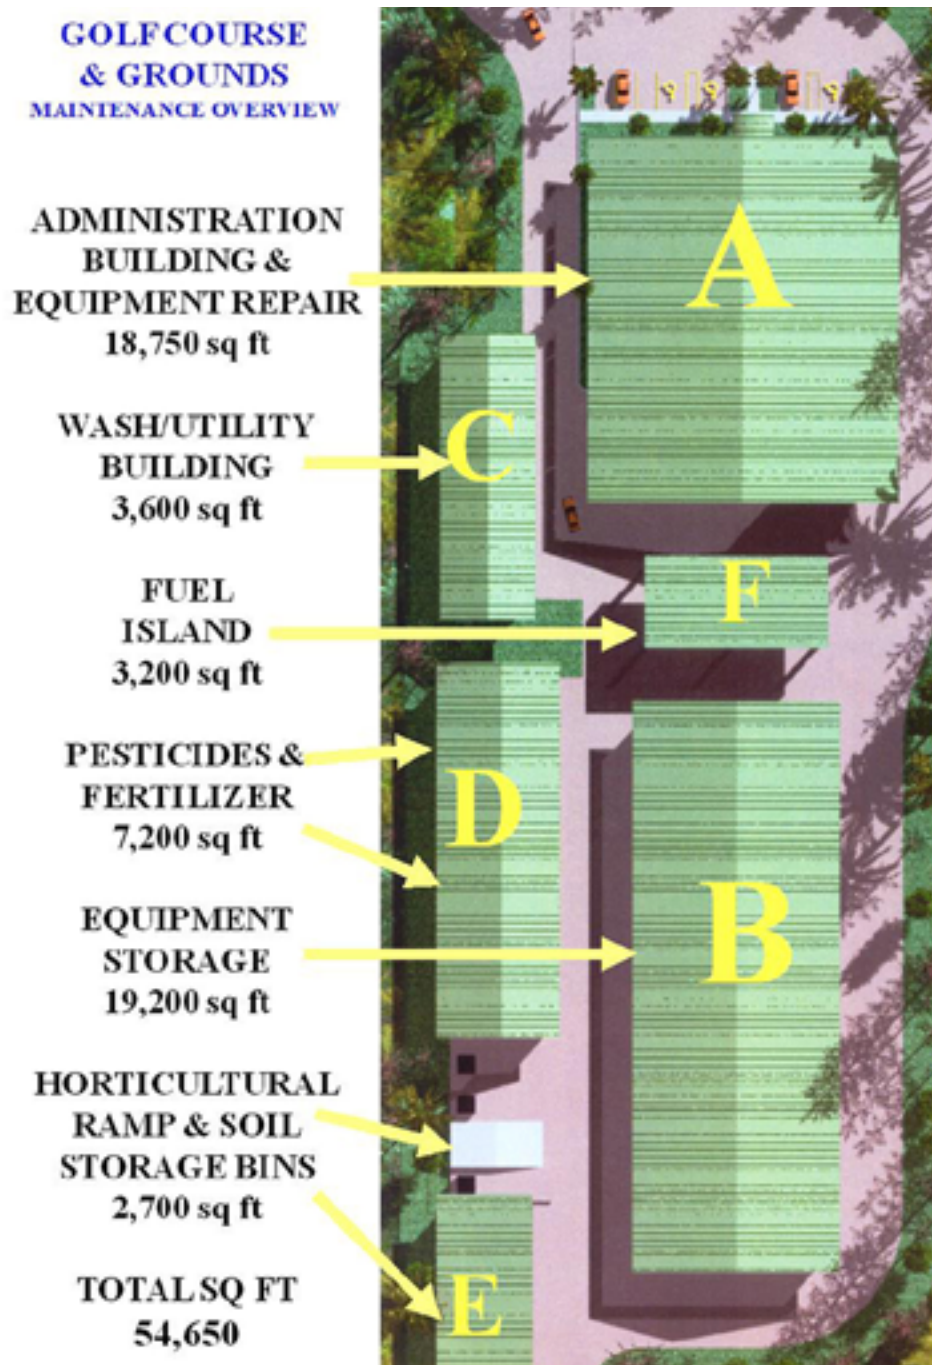 GOLF COURSE
& GROUNDS
MAINTENANCE OVERVIEW
ADMINISTRATION
BUILDING &
EQUIPMENT REPAIR
18,750 sq ft
WASH/UTILITY
BUILDING
3,600 sq ft
FUEL
ISLAND
3,200 sq ft
PESTICIDES &
FERTILIZER
7,200 sq ft
EQUIPMENT
STORAGE
19,200 sq ft
HORTICULTURAL
RAMP & SOIL
STORAGE BINS
2,700 sq ft
TOTAL SQ FT
54,650
A
C
F
D
B
E